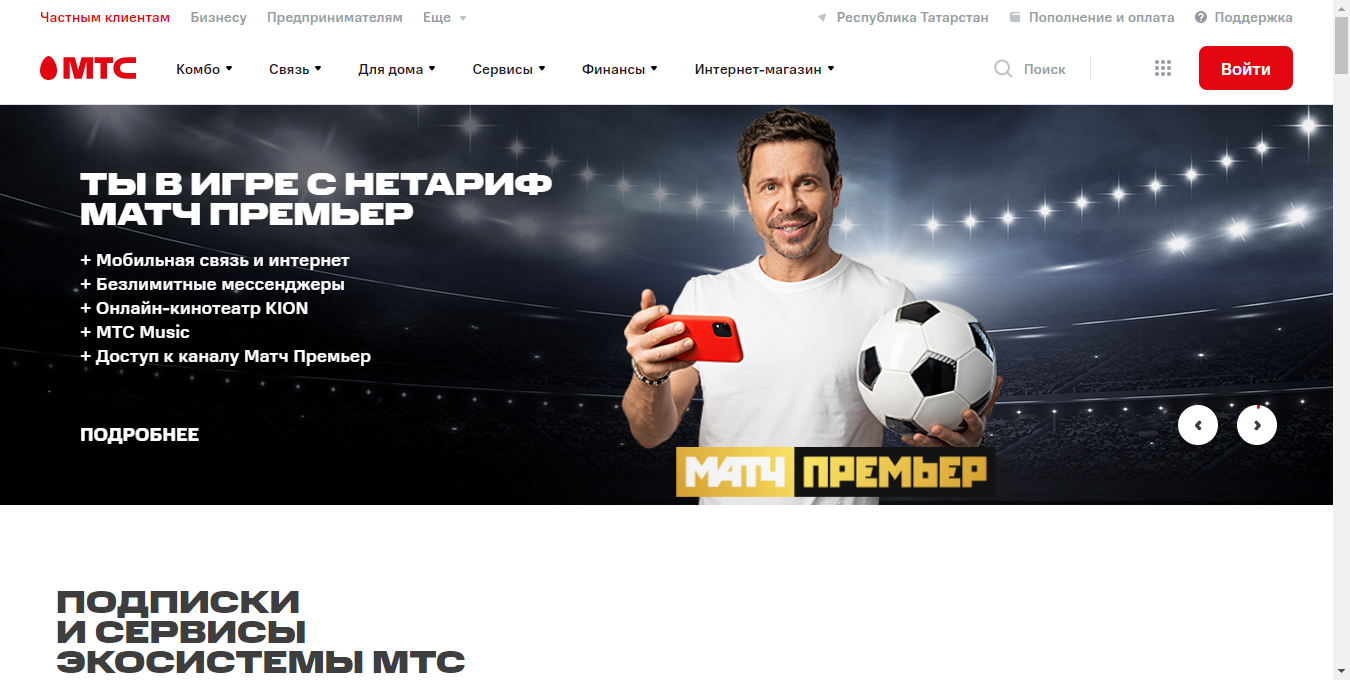 Частным клиентам Бизнесу Предпринимателям Еще Республика Татарстан Пополнение и оплата Поддержка
МТС Комбо Связь Для дома Сервисы Финансы Интернет-магазин Поиск Войти
ТЫ В ИГРЕ С НЕТАРИФ
МАТЧ ПРЕМЬЕР
+ Мобильная связь и интернет
+ Безлимитные мессенджеры
+ Онлайн-кинотеатр KION
+ МТС Music
+ Доступ к каналу Матч Премьер
ПОДРОБНЕЕ
МАТЧ ПРЕМЬЕР
ПОДПИСКИ
И СЕРВИСЫ
ЭКОСИСТЕМЫ МТС